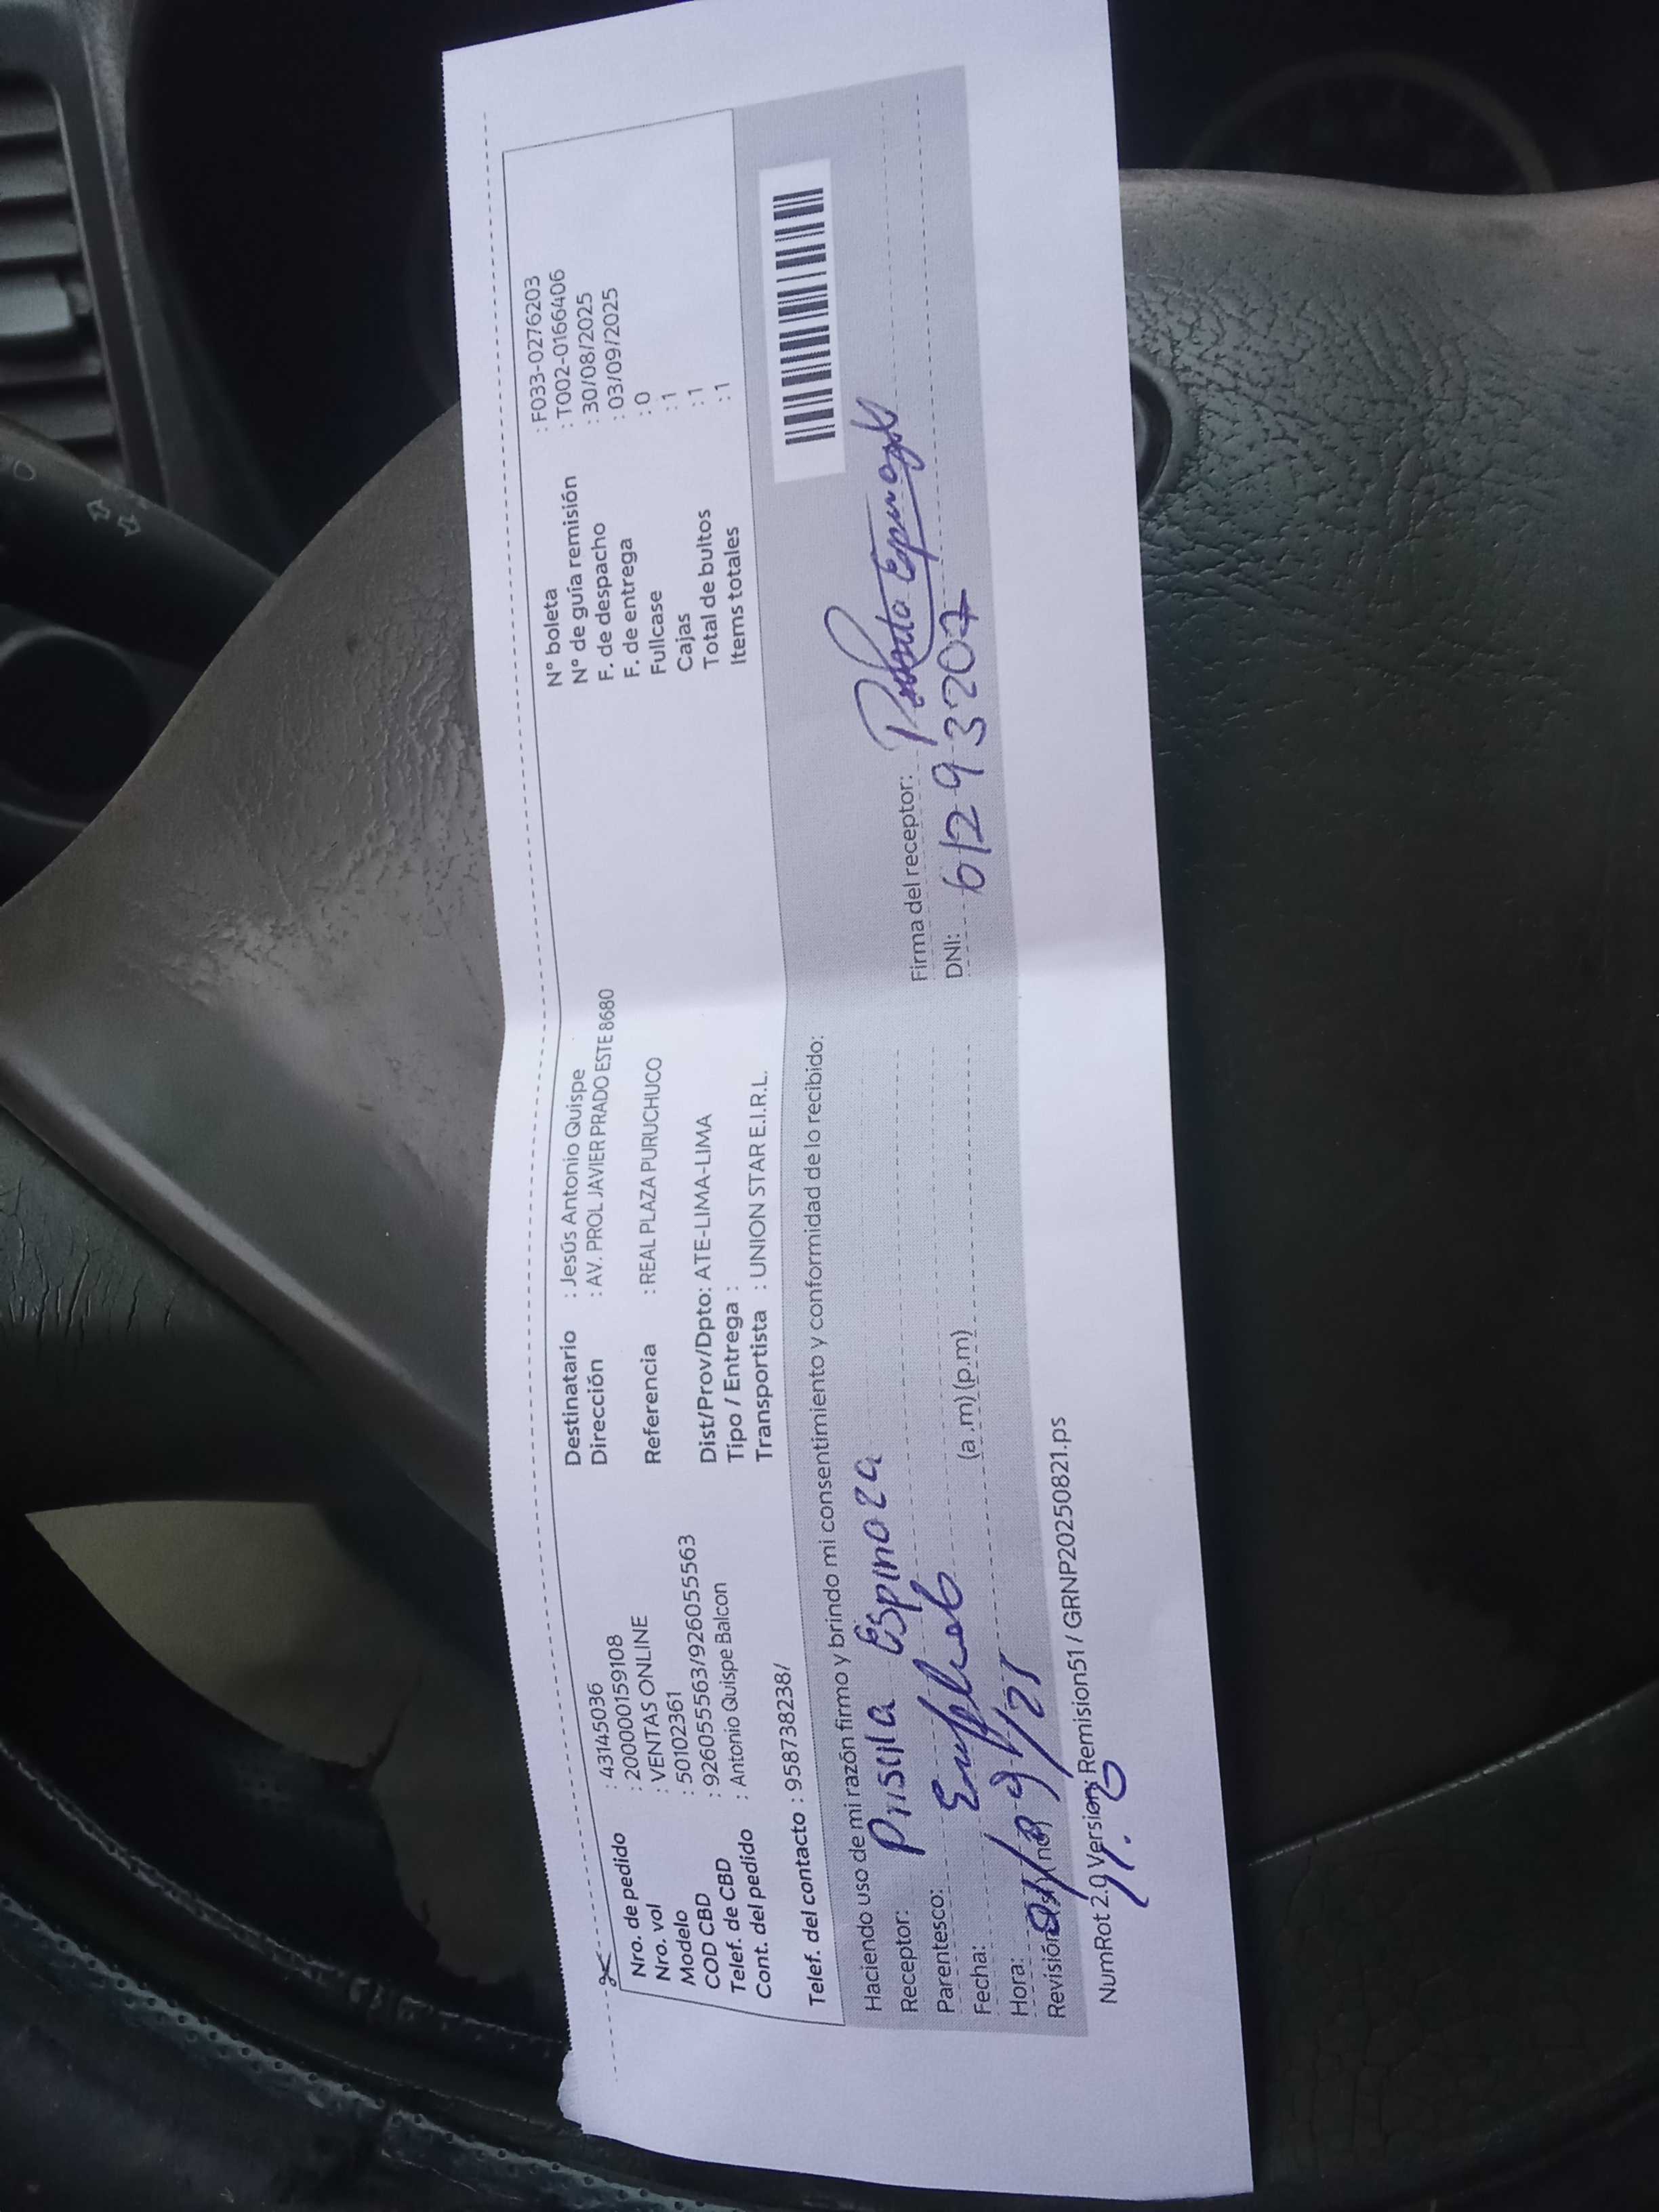 Nro. de pedido : 43145036
Nro. vol : 200000159108
Modelo : VENTAS ONLINE
COD CBD : 50102361
Telef. de CBD : 926055563/926055563
Cont. del pedido : Antonio Quispe Balcon
Telef. del contacto : 958738238/
Destinatario : Jesús Antonio Quispe
Dirección : AV. PROL JAVIER PRADO ESTE 8680
Referencia : REAL PLAZA PURUCHUCO
Dist/Prov/Dpto: ATE-LIMA-LIMA
Tipo / Entrega :
Transportista : UNION STAR E.I.R.L.
N° boleta : F033-0276203
N° de guía remisión : T002-0166406
F. de despacho : 30/08/2025
F. de entrega : 03/09/2025
Fullcase : 0
Cajas : 1
Total de bultos : 1
Items totales : 1
Haciendo uso de mi razón firmo y brindo mi consentimiento y conformidad de lo recibido:
Receptor: Priscila Espinoza
Parentesco:
Fecha:
Hora: (a .m) (p.m)
Firma del receptor:
DNI: 61293207
NumRot 2.0 Version: Remision51 / GRNP20250821.ps